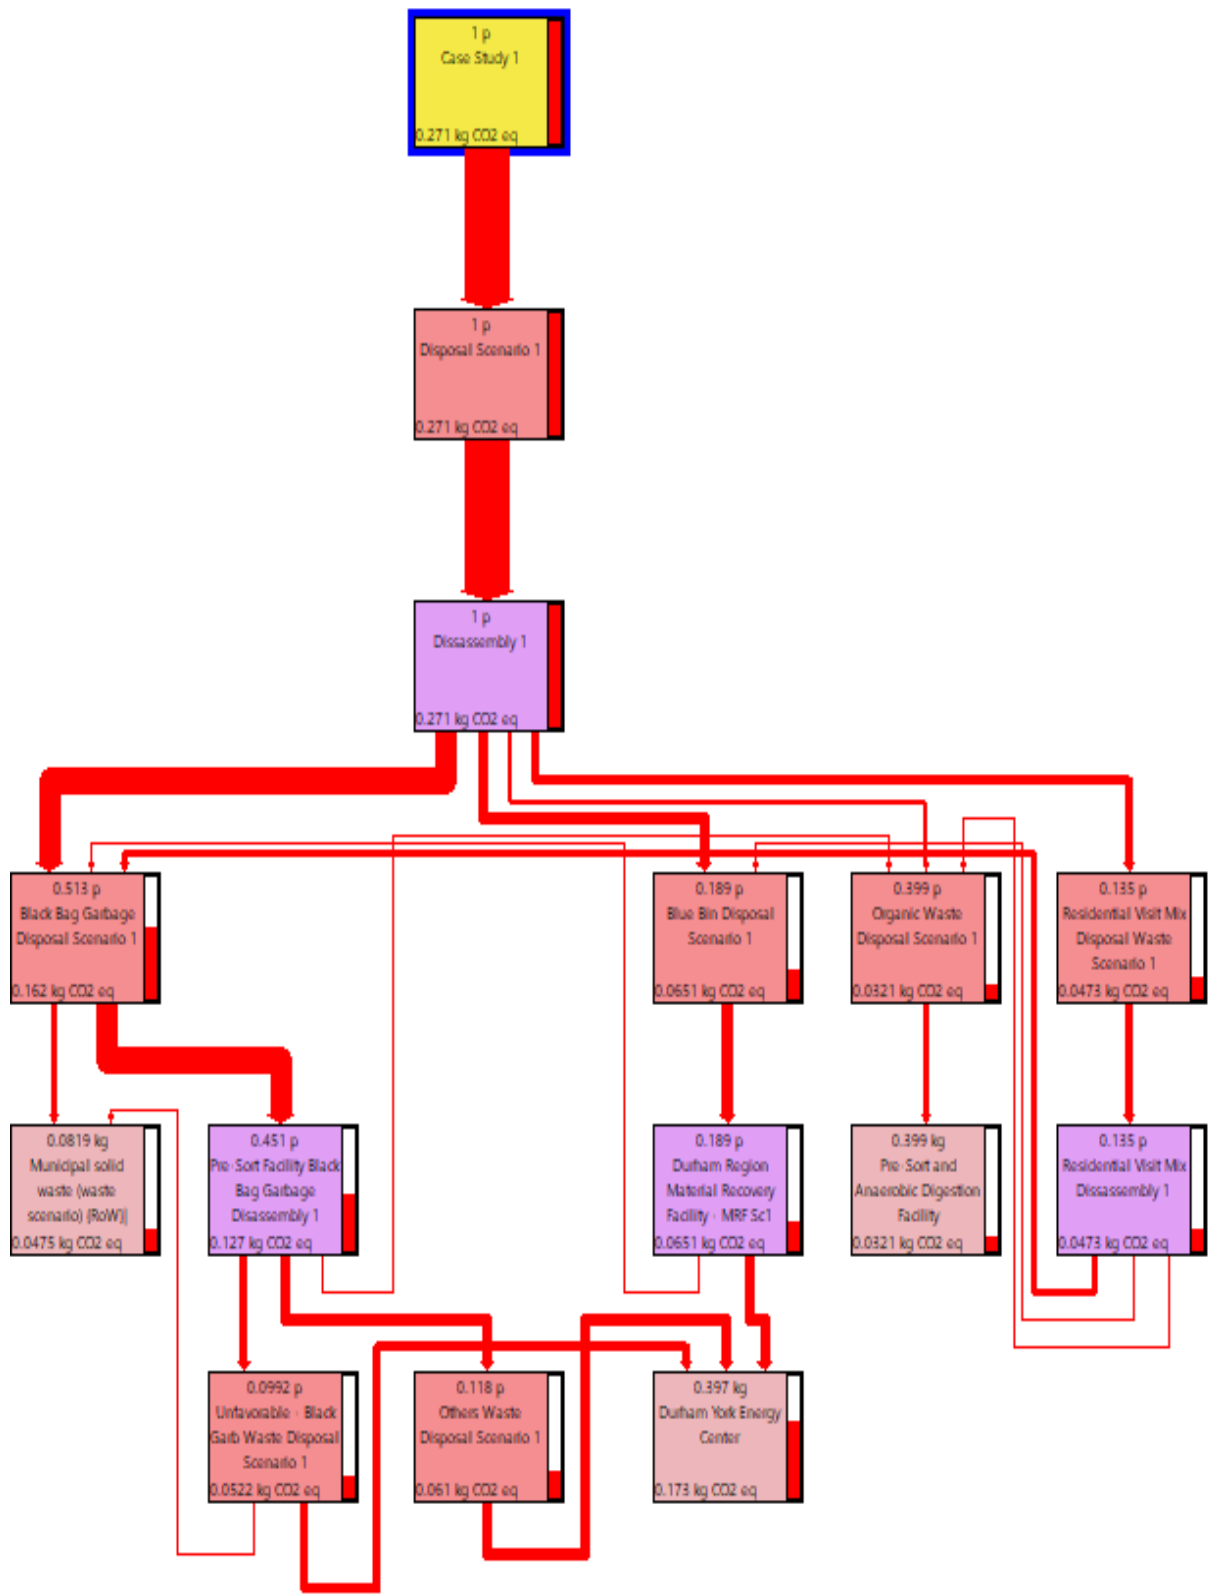 1 p
Case Study 1
0.271 kg CO2 eq
1 p
Disposal Scenario 1
0.271 kg CO2 eq
1 p
Dissassembly 1
0.271 kg CO2 eq
0.513 p
Black Bag Garbage
Disposal Scenario 1
0.162 kg CO2 eq
0.189 p
Blue Bin Disposal
Scenario 1
0.0651 kg CO2 eq
0.399 p
Organic Waste
Disposal Scenario 1
0.0321 kg CO2 eq
0.135 p
Residential Visit Mix
Disposal Waste
Scenario 1
0.0473 kg CO2 eq
0.0819 kg
Municipal solid
waste (waste
scenario) {RoW}|
0.0475 kg CO2 eq
0.451 p
Pre-Sort Facility Black
Bag Garbage
Disassembly 1
0.127 kg CO2 eq
0.189 p
Durham Region
Material Recovery
Facility - MRF Sc1
0.0651 kg CO2 eq
0.399 kg
Pre-Sort and
Anaerobic Digestion
Facility
0.0321 kg CO2 eq
0.135 p
Residential Visit Mix
Dissassembly 1
0.0473 kg CO2 eq
0.0992 p
Unfavorable - Black
Garb Waste Disposal
Scenario 1
0.0522 kg CO2 eq
0.118 p
Others Waste
Disposal Scenario 1
0.061 kg CO2 eq
0.397 kg
Durham York Energy
Center
0.173 kg CO2 eq